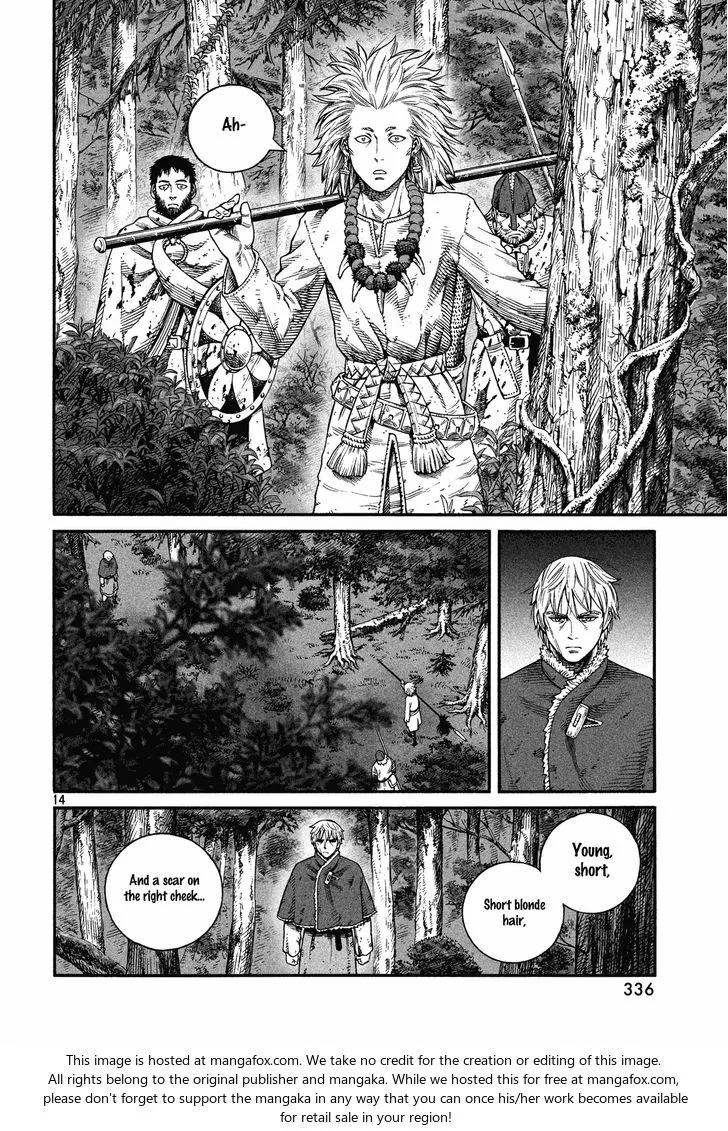 Ah-
14
Young,
short,
Short blonde
hair,
And a scar on
the right cheek...
336
This image is hosted at mangafox.com. We take no credit for the creation or editing of this image.
All rights belong to the original publisher and mangaka. While we hosted this for free at mangafox.com,
please don't forget to support the mangaka in any way that you can once his/her work becomes available
for retail sale in your region!